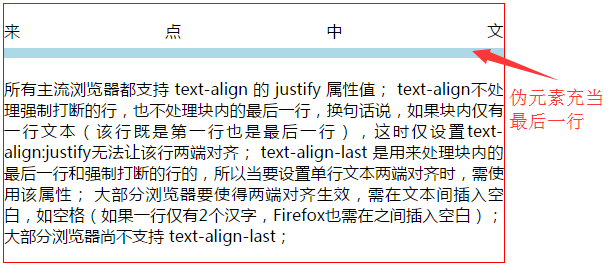 来 点 中 文
所有主流浏览器都支持 text-align 的 justify 属性值； text-align不处
理强制打断的行，也不处理块内的最后一行，换句话说，如果块内仅有
一行文本（该行既是第一行也是最后一行），这时仅设置text-
align:justify无法让该行两端对齐； text-align-last 是用来处理块内的
最后一行和强制打断的行的，所以当要设置单行文本两端对齐时，需使
用该属性； 大部分浏览器要使得两端对齐生效，需在文本间插入空
白，如空格（如果一行仅有2个汉字，Firefox也需在之间插入空白）；
大部分浏览器尚不支持 text-align-last；
伪元素充当
最后一行